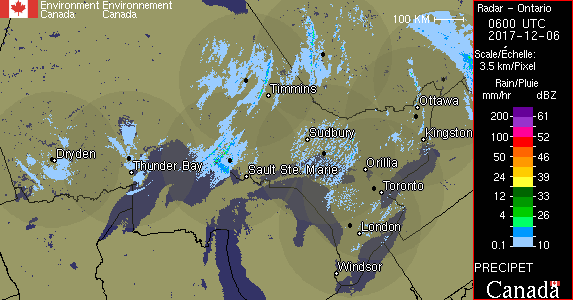 Environment Environnement
Canada Canada
100 KM
Timmins
Ottawa
Sudbury
Kingston
Dryden
Thunder Bay
Sault Ste. Marie
Orillia
Toronto
London
Windsor
Radar - Ontario
0600 UTC
2017-12-06
Scale/Échelle:
3.5 km/Pixel
Rain/Pluie
mm/hr dBZ
200 61
100 52
50 46
24 39
12 33
4 26
0.1 10
PRECIPET
Canada